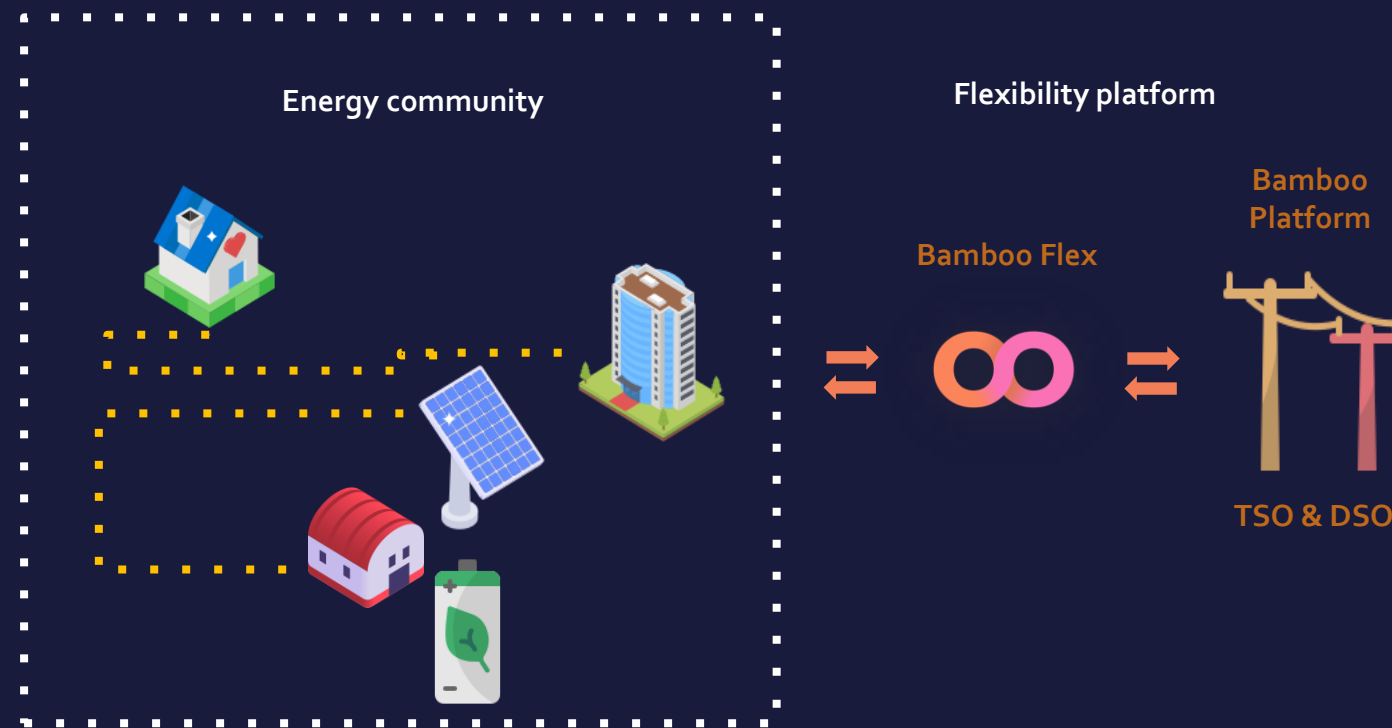 Energy community
Flexibility platform
Bamboo
Platform
Bamboo Flex
TSO & DSO